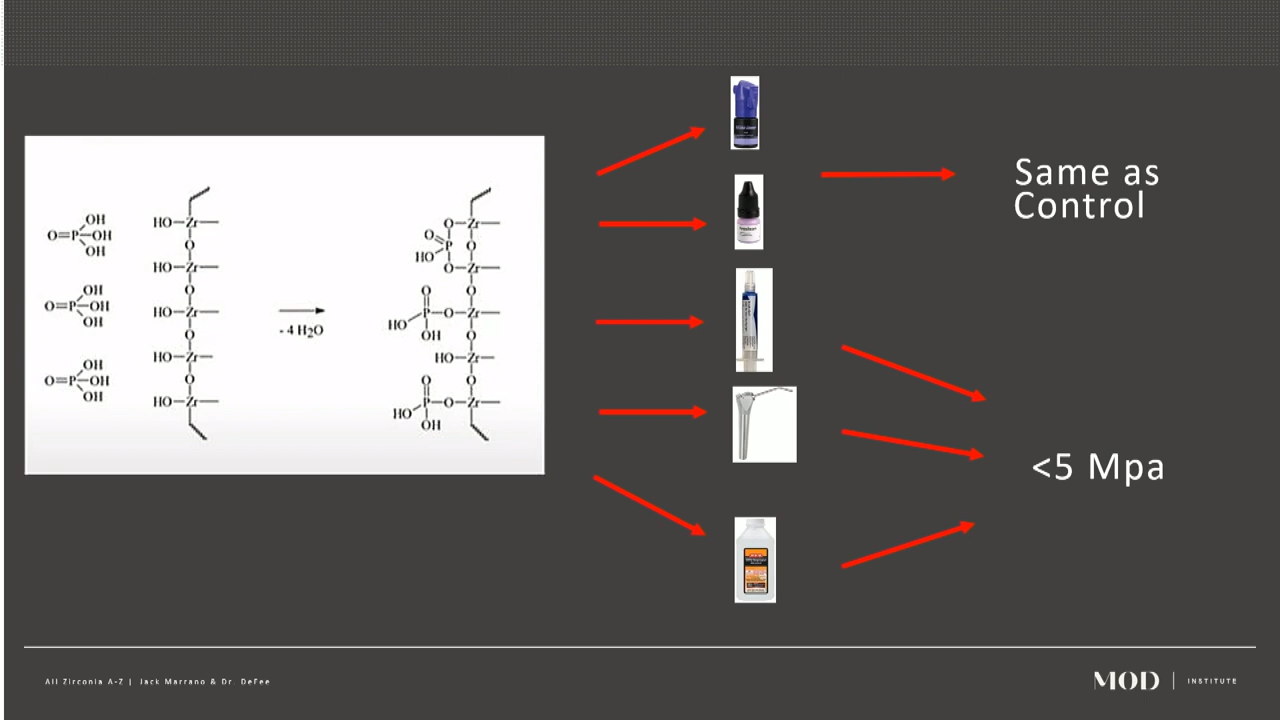 OH
O=P—OH
OH
OH
O=P—OH
OH
OH
O=P—OH
OH
HO—Zr—
O
HO—Zr—
O
HO—Zr—
O
HO—Zr—
O
HO—Zr—
- 4 H2O
O—Zr—
O
P
O
HO
O—Zr—
O
O
P—O—Zr—
HO
OH
O
HO—Zr—
O
O
P—O—Zr—
HO
OH
Same as
Control
<5 Mpa
All Zirconia A-Z | Jack Marrano & Dr. DeFee
MOD | INSTITUTE